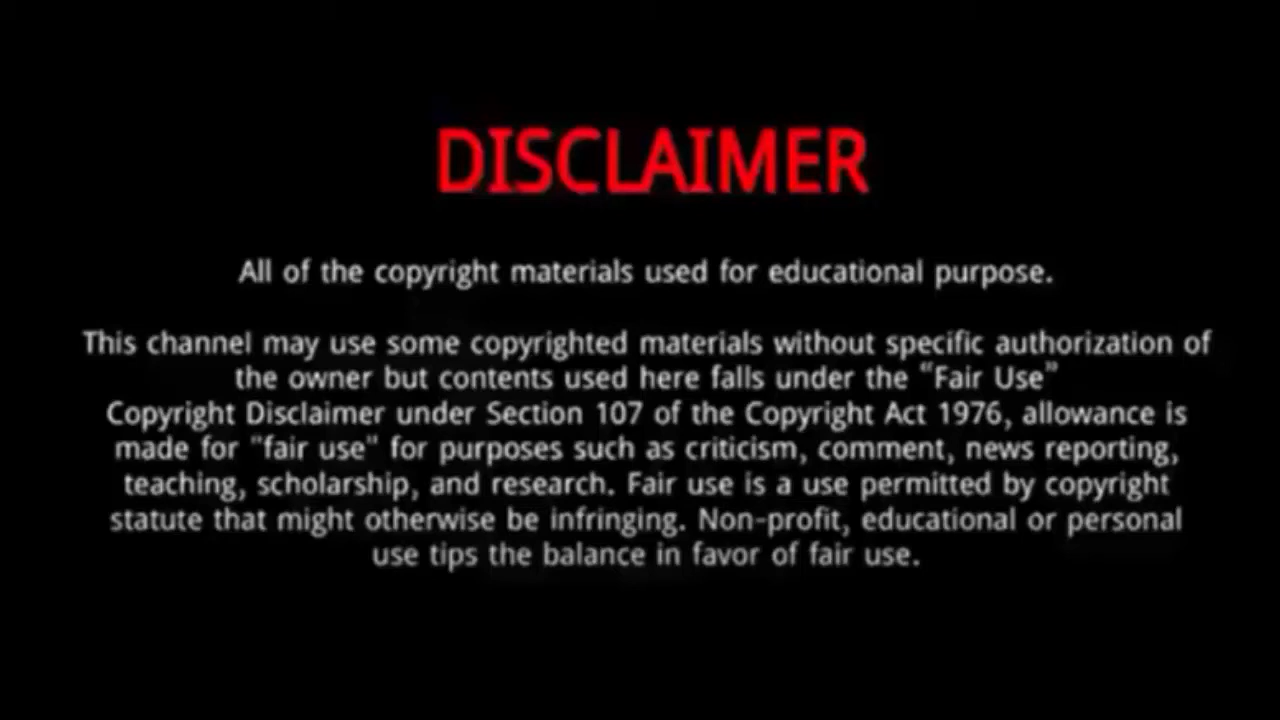 DISCLAIMER
All of the copyright materials used for educational purpose.
This channel may use some copyrighted materials without specific authorization of
the owner but contents used here falls under the “Fair Use”
Copyright Disclaimer under Section 107 of the Copyright Act 1976, allowance is
made for "fair use" for purposes such as criticism, comment, news reporting,
teaching, scholarship, and research. Fair use is a use permitted by copyright
statute that might otherwise be infringing. Non-profit, educational or personal
use tips the balance in favor of fair use.